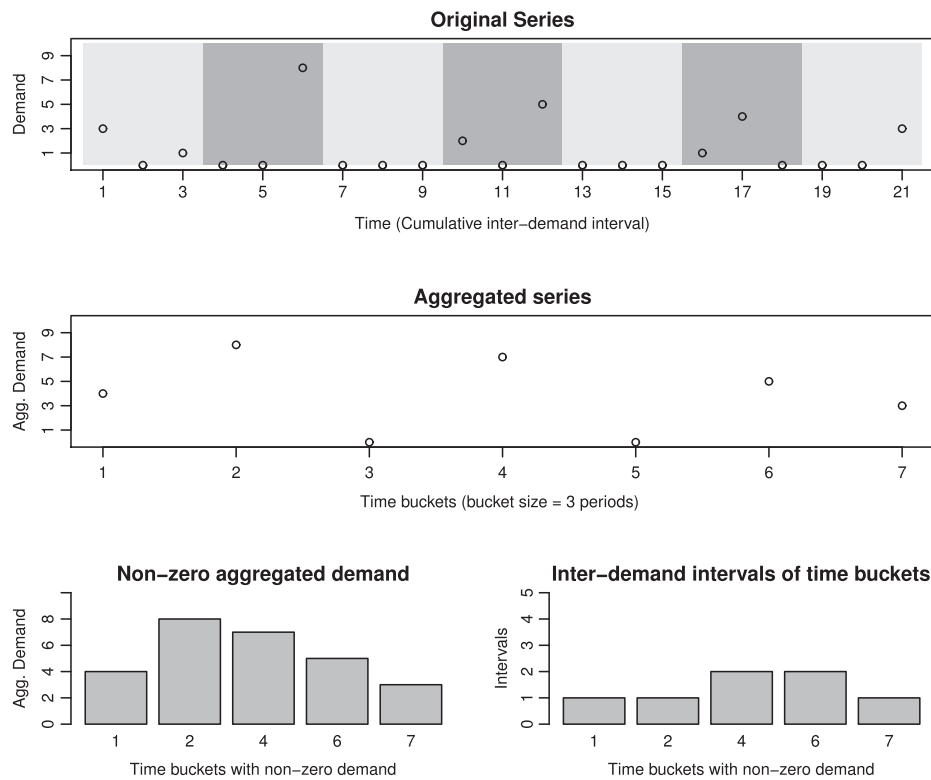 Original Series
Demand
9
7
5
3
1
1 3 5 7 9 11 13 15 17 19 21
Time (Cumulative inter−demand interval)
Aggregated series
Agg. Demand
9
7
5
3
1
1 2 3 4 5 6 7
Time buckets (bucket size = 3 periods)
Non−zero aggregated demand
Agg. Demand
8
6
4
2
0
1 2 4 6 7
Time buckets with non−zero demand
Inter−demand intervals of time buckets
Intervals
5
4
3
2
1
0
1 2 4 6 7
Time buckets with non−zero demand